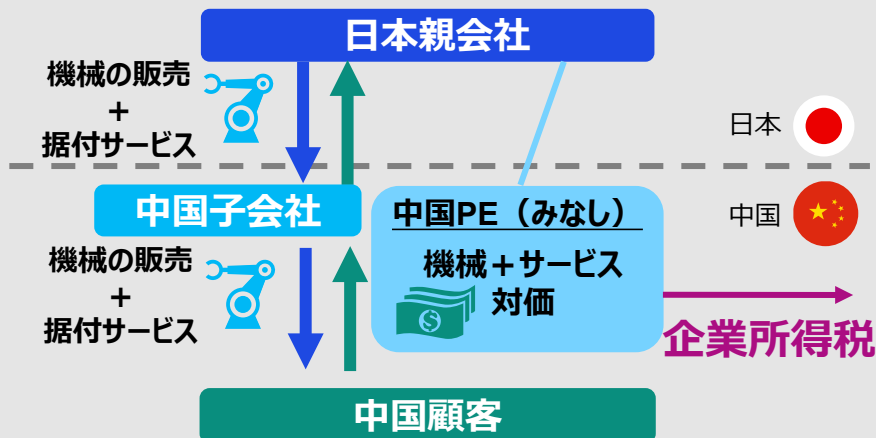 日本親会社
機械の販売
+
据付サービス
日本
中国子会社
中国PE（みなし）
中国
機械の販売
+
据付サービス
機械＋サービス
対価
企業所得税
中国顧客